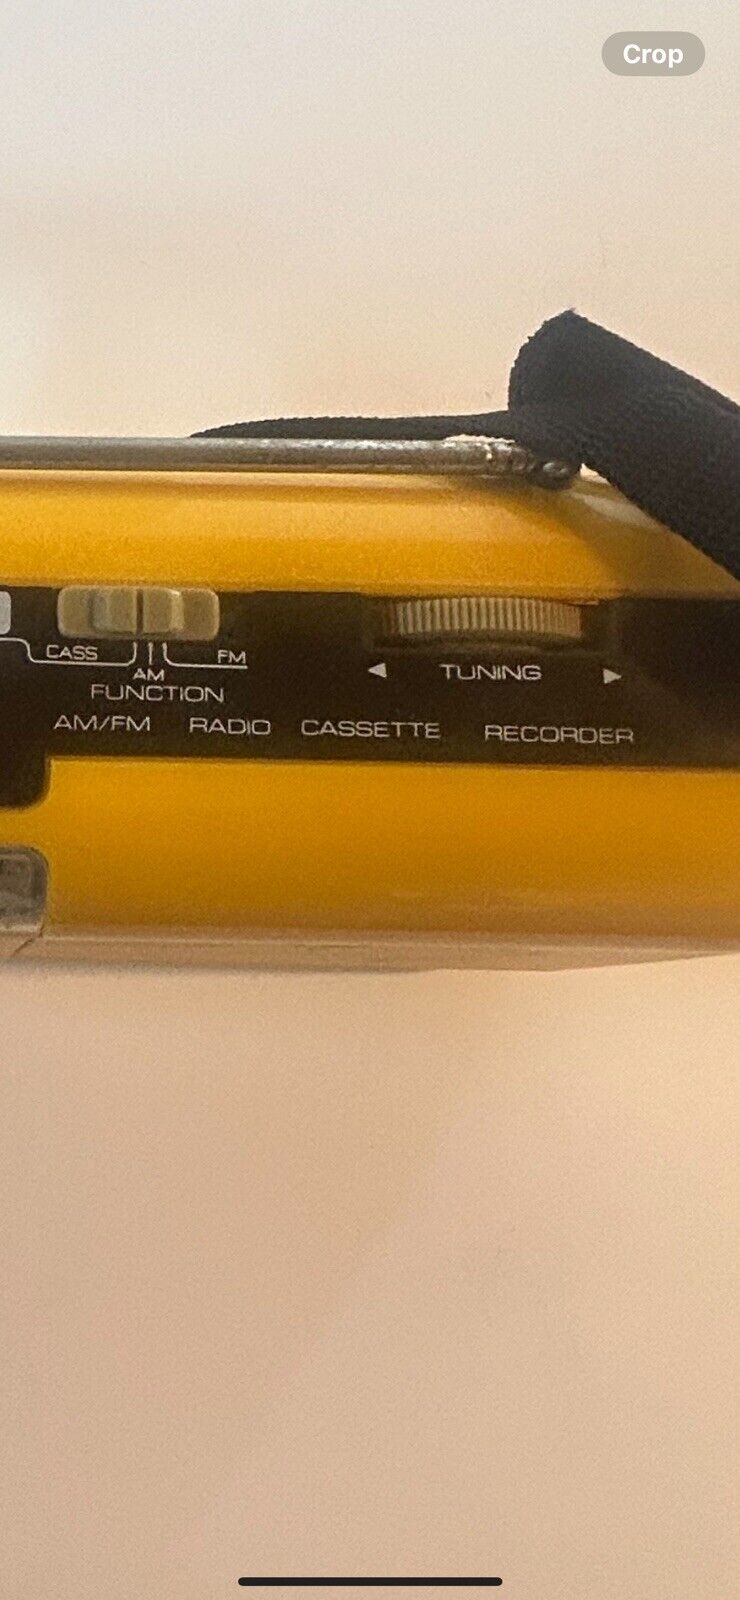 Crop
CASS
FM
AM
FUNCTION
AM/FM RADIO CASSETTE RECORDER
◀ TUNING ▶